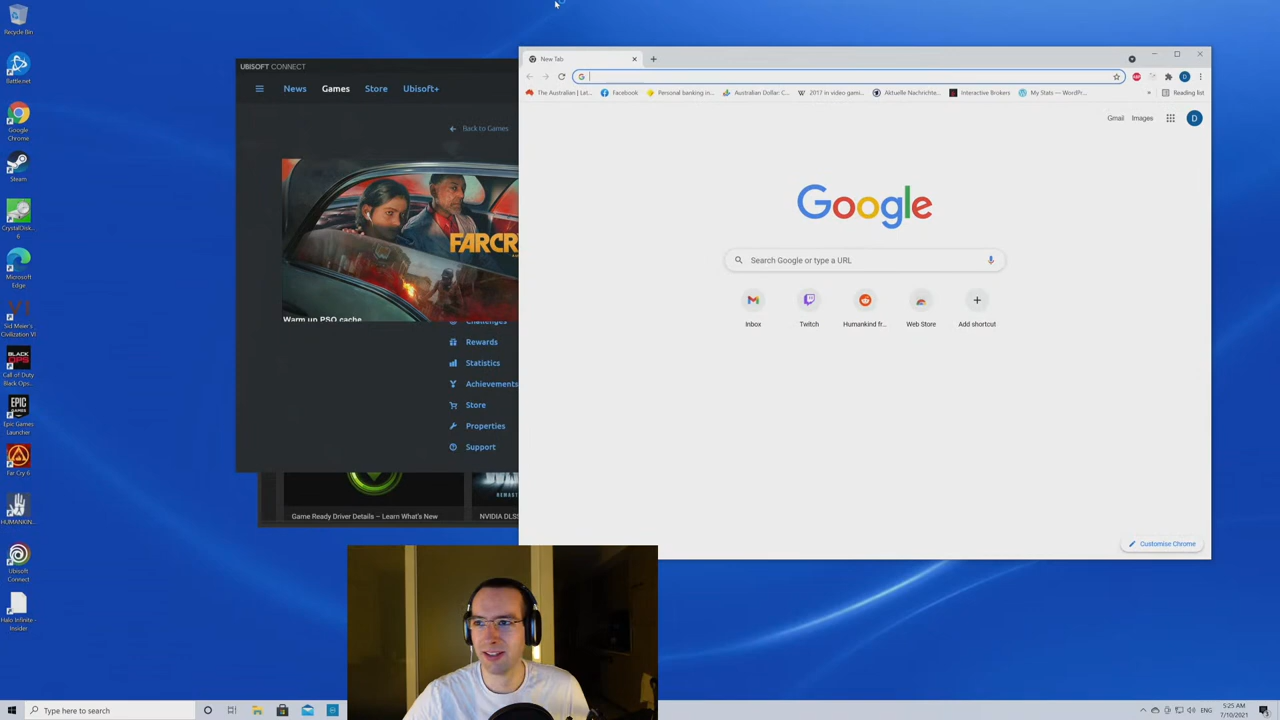 Recycle Bin
Battle.net
Google
Chrome
Steam
CrystalDisk...
6
Microsoft
Edge
Sid Meier's
Civilization VI
BLACK
OPS
Call of Duty
Black Ops...
EPIC
GAMES
Epic Games
Launcher
Far Cry 6
HUMANKIN...
Ubisoft
Connect
Halo Infinite -
Insider
UBISOFT CONNECT
News
Games
Store
Ubisoft+
Back to Games
FARCRY
Warm up PSO cache
Challenges
Rewards
Statistics
Achievements
Store
Properties
Support
Game Ready Driver Details – Learn What's New
REMAST
NVIDIA DLSS
New Tab
G
The Australian | Lat...
Facebook
Personal banking in...
Australian Dollar: C...
2017 in video gami...
Aktuelle Nachrichte...
Interactive Brokers
My Stats — WordPr...
»
Reading list
D
Gmail
Images
D
Google
Search Google or type a URL
Inbox
Twitch
Humankind fr...
Web Store
Add shortcut
Customise Chrome
Type here to search
ENG
5:25 AM
7/10/2021